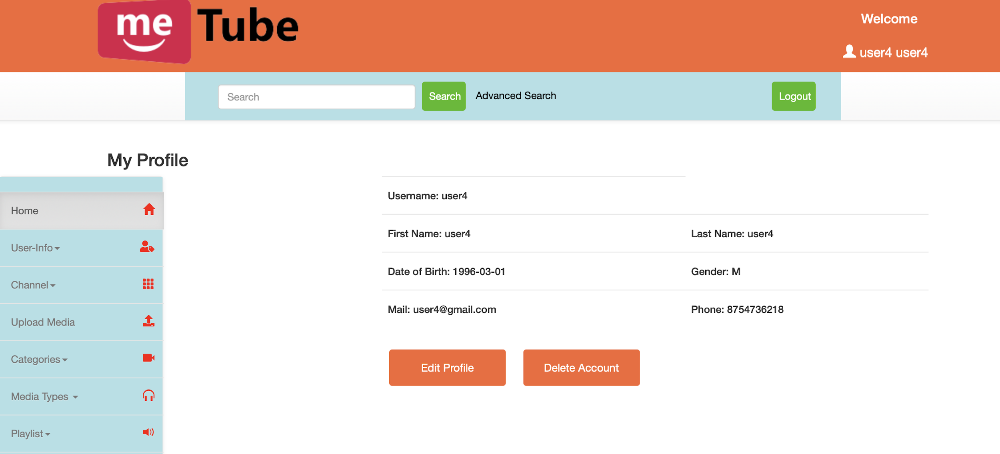 me Tube
Welcome
user4 user4
Search
Search
Advanced Search
Logout
My Profile
Home
User-Info
Channel
Upload Media
Categories
Media Types
Playlist
Username: user4
First Name: user4
Last Name: user4
Date of Birth: 1996-03-01
Gender: M
Mail: user4@gmail.com
Phone: 8754736218
Edit Profile
Delete Account